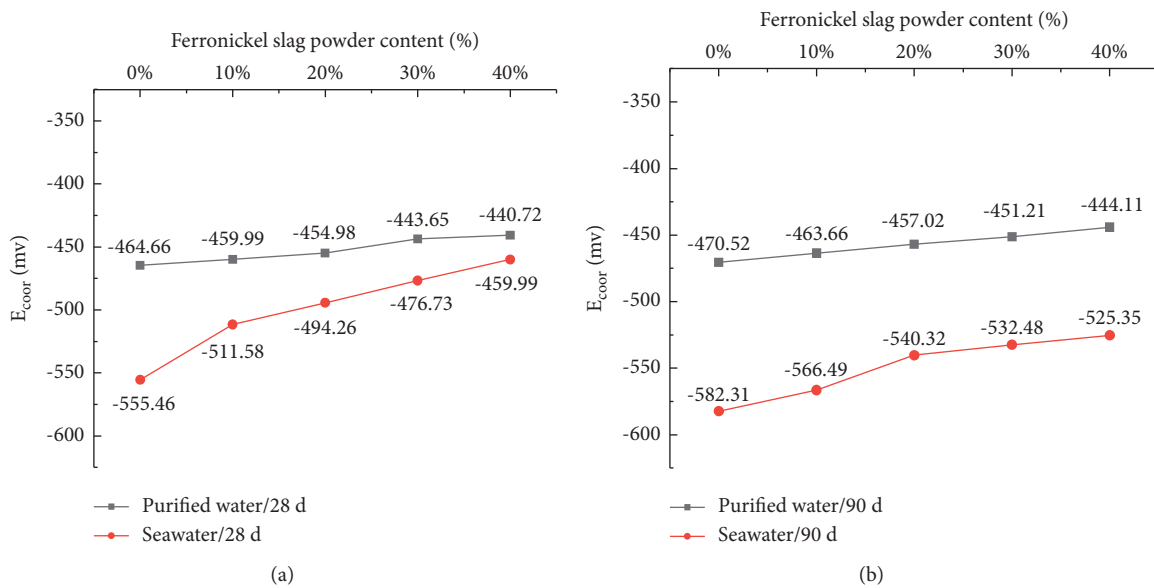 Ferronickel slag powder content (%)
0% 10% 20% 30% 40%
-350
-400
-450
-500
-550
-600
E_coor (mv)
-464.66 -459.99 -454.98 -443.65 -440.72
-555.46 -511.58 -494.26 -476.73 -459.99
Purified water/28 d
Seawater/28 d
(a)
Ferronickel slag powder content (%)
0% 10% 20% 30% 40%
-350
-400
-450
-500
-550
-600
E_coor (mv)
-470.52 -463.66 -457.02 -451.21 -444.11
-582.31 -566.49 -540.32 -532.48 -525.35
Purified water/90 d
Seawater/90 d
(b)